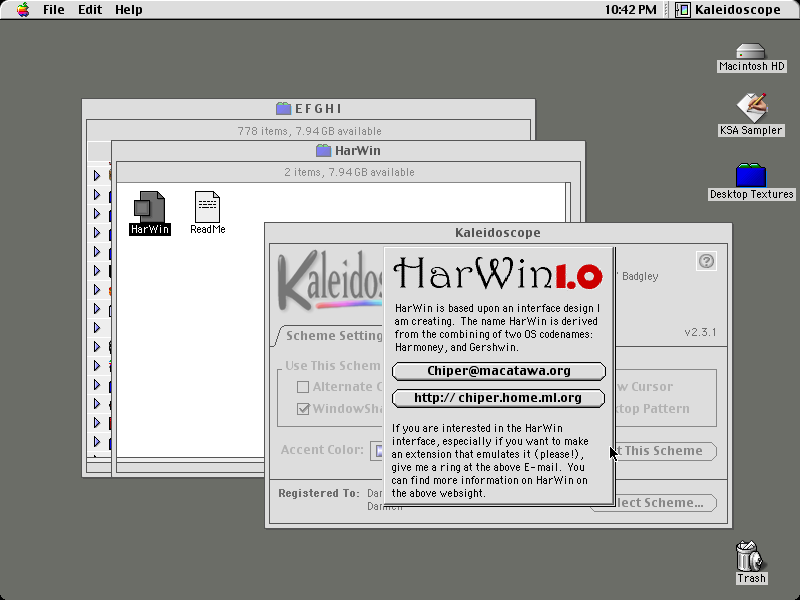 File Edit Help
10:42 PM
Kaleidoscope
Macintosh HD
KSA Sampler
Desktop Textures
E F G H I
778 items, 7.94 GB available
HarWin
2 items, 7.94 GB available
HarWin
ReadMe
Kaleidoscope
Kaleidos
Badgley
v2.3.1
Scheme Setting
Use This Schem
Alternate
WindowSha
Accent Color:
w Cursor
top Pattern
t This Scheme
Registered To:
lect Scheme...
HarWin 1.0
HarWin is based upon an interface design I
am creating. The name HarWin is derived
from the combining of two OS codenames:
Harmoney, and Gershwin.
Chiper@macatawa.org
http:// chiper.home.ml.org
If you are interested in the HarWin
interface, especially if you want to make
an extension that emulates it (please!),
give me a ring at the above E-mail. You
can find more information on HarWin on
the above websight.
Trash